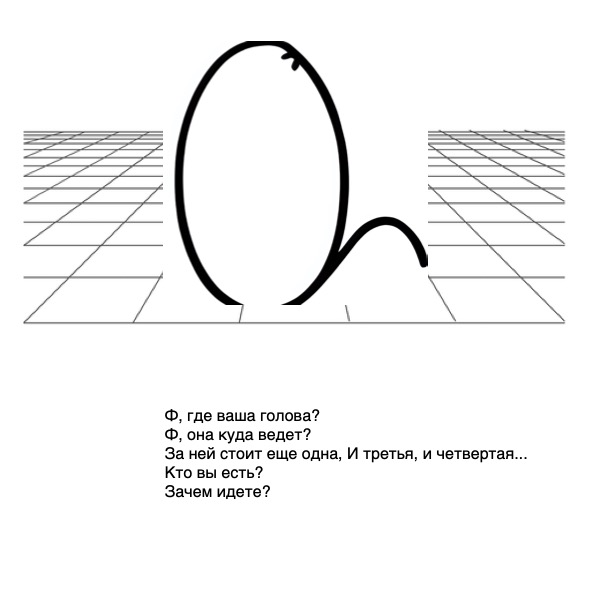 Ф, где ваша голова?
Ф, она куда ведет?
За ней стоит еще одна, И третья, и четвертая...
Кто вы есть?
Зачем идете?